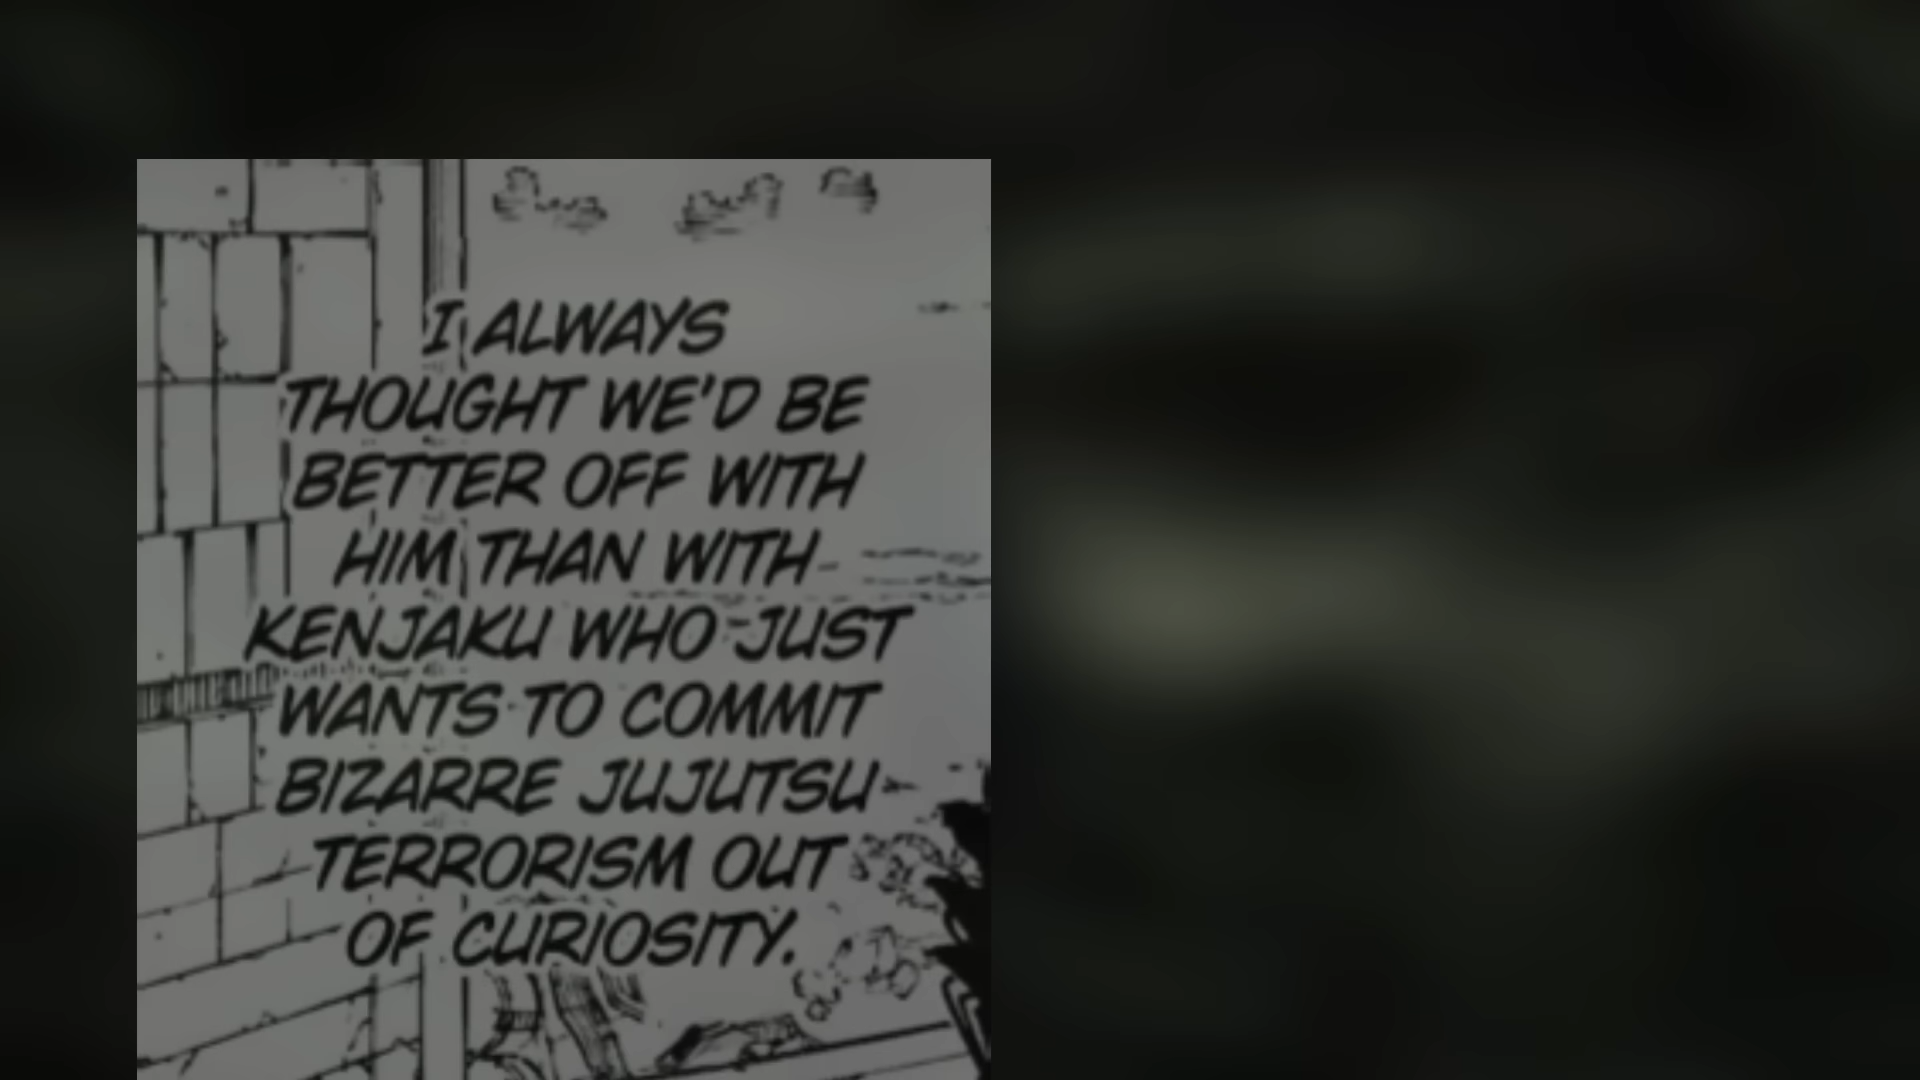 I ALWAYS
THOUGHT WE'D BE
BETTER OFF WITH
HIM THAN WITH
KENJAKU WHO JUST
WANTS TO COMMIT
BIZARRE JUJUTSU
TERRORISM OUT
OF CURIOSITY.